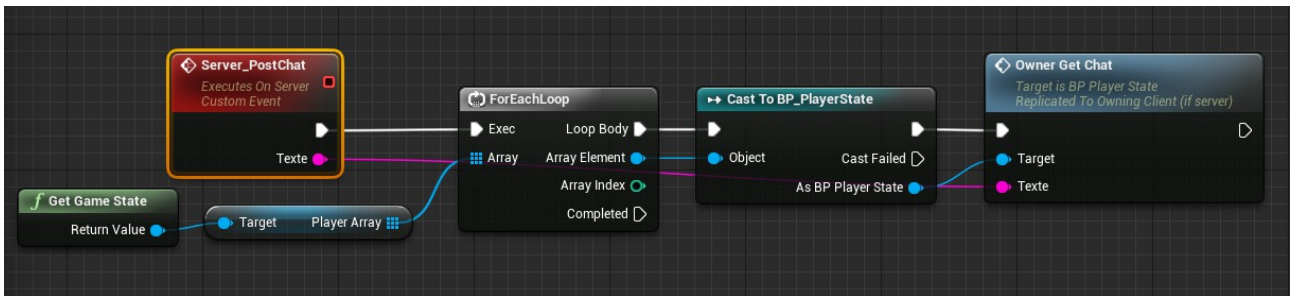 Server_PostChat
Executes On Server
Custom Event
Texte
Get Game State
Return Value
Target Player Array
ForEachLoop
Exec Loop Body
Array Array Element
Array Index
Completed
Cast To BP_PlayerState
Object Cast Failed
As BP Player State
Owner Get Chat
Target is BP Player State
Replicated To Owning Client (if server)
Target
Texte